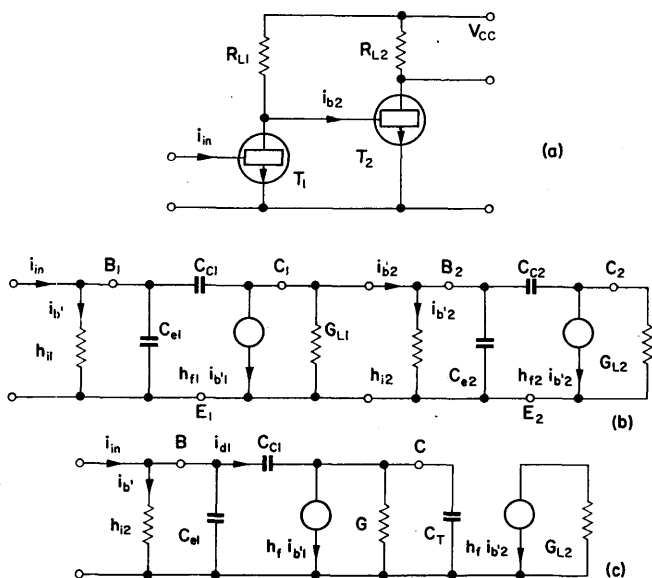 V_CC
R_L1
R_L2
i_b2
i_in
T_1
T_2
(a)
i_in B_1 C_C1 C_1 i_b'2 B_2 C_C2 C_2
i_b' C_e1 G_L1 i_b'2
h_i1 h_f1 i_b'1 h_i2 C_e2 h_f2 i_b'2 G_L2
E_1 E_2
(b)
i_in B i_d1 C_C1 C
i_b'
h_i2 C_e1 h_f i_b'1 G C_T h_f i_b'2 G_L2
(c)